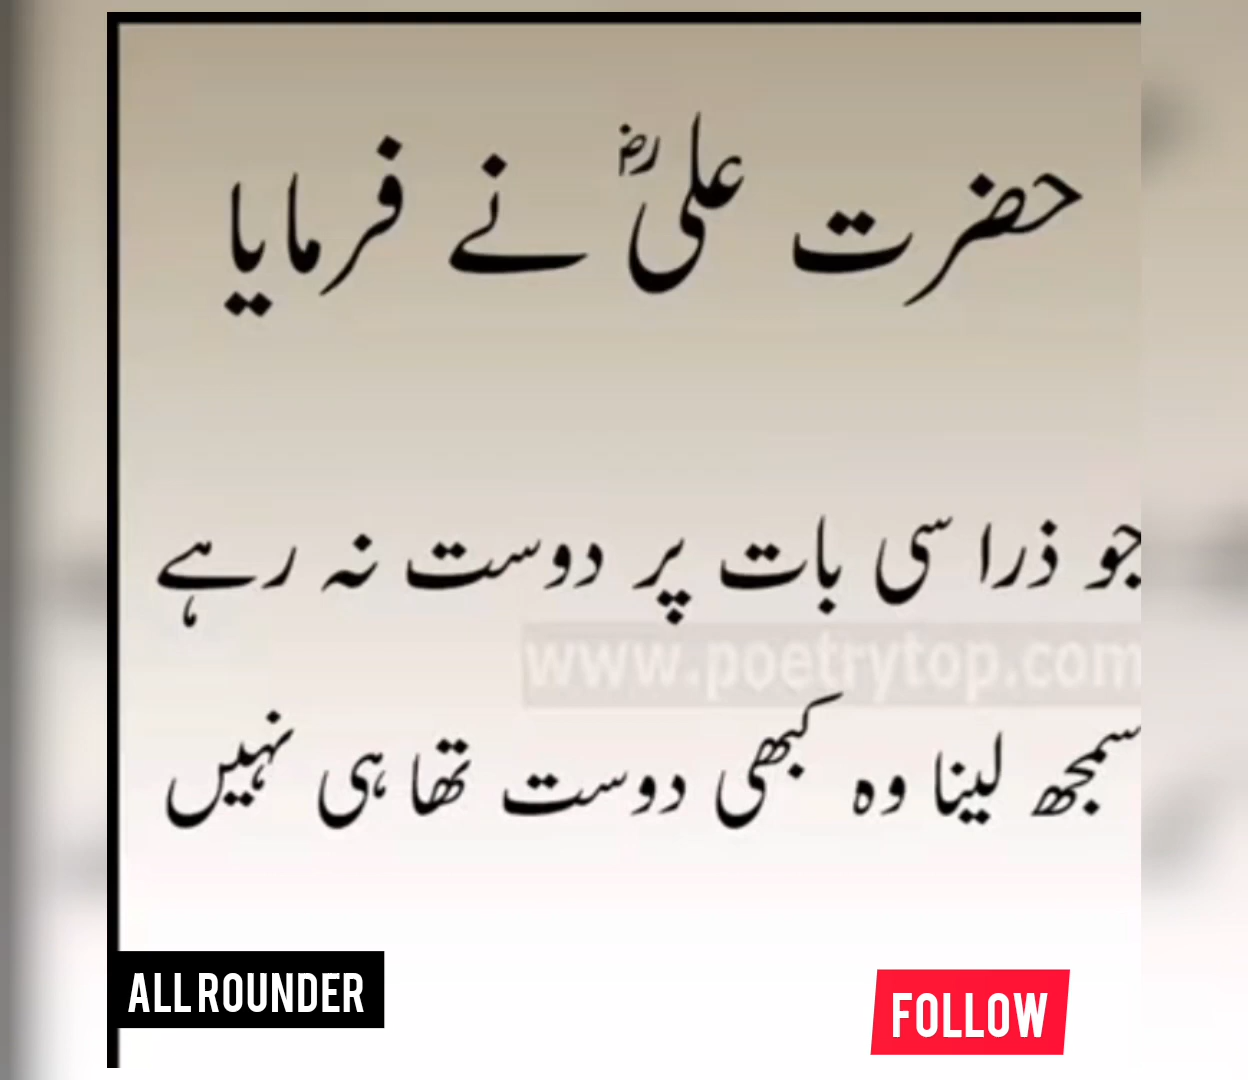 حضرت علیؓ نے فرمایا
جو ذرا سی بات پر دوست نہ رہے
www.poetrytop.com
سمجھ لینا وہ کبھی دوست تھا ہی نہیں
ALL ROUNDER
FOLLOW